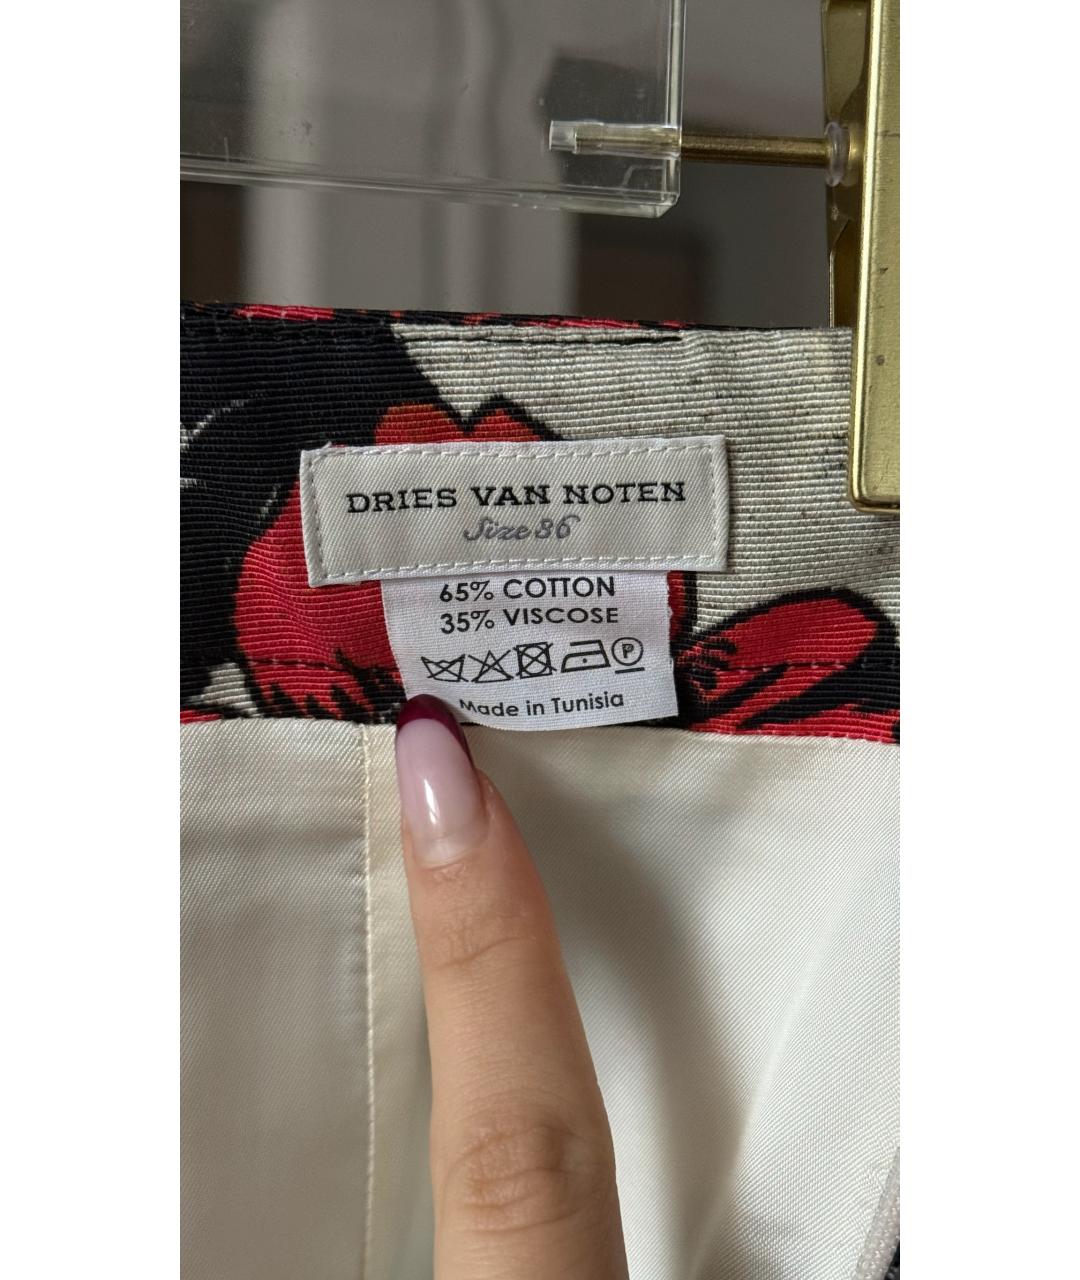 DRIES VAN NOTEN
Size 36
65% COTTON
35% VISCOSE
P
Made in Tunisia